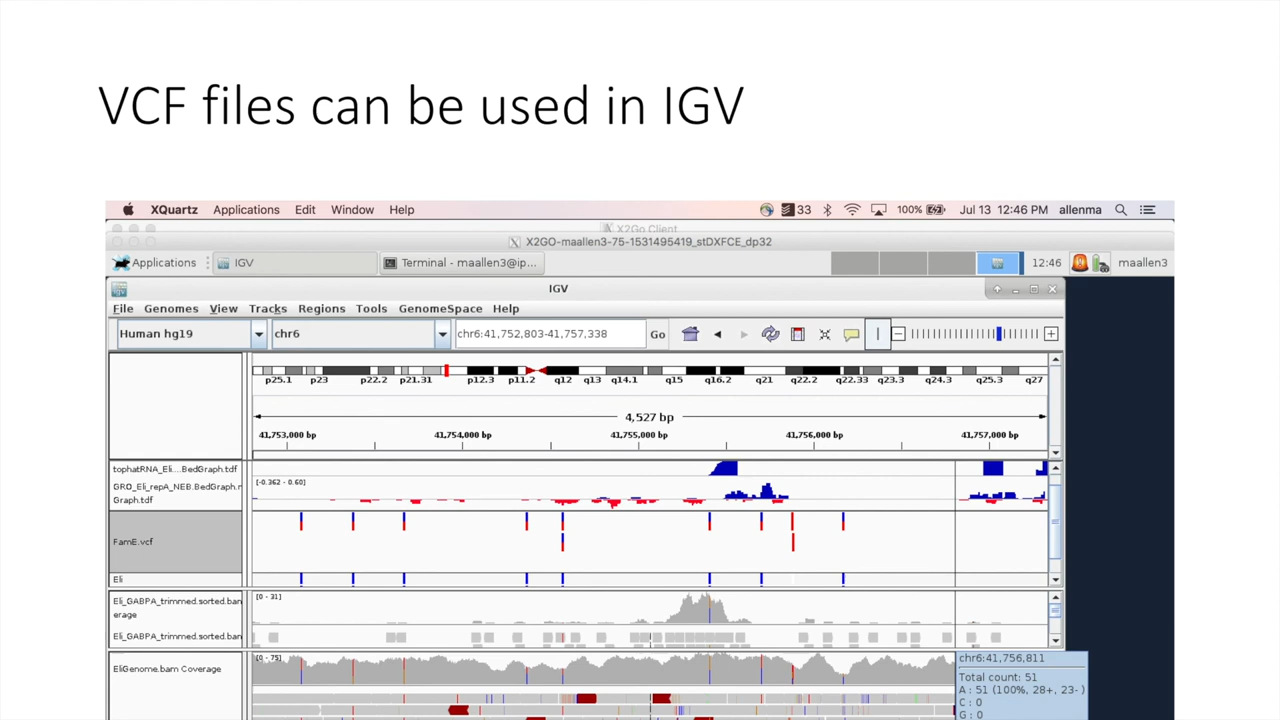 VCF files can be used in IGV
XQuartz Applications Edit Window Help 33 100% Jul 13 12:46 PM allenma
X2Go Client
X2GO-maallen3-75-1531495419_stDXFCE_dp32
Applications IGV Terminal - maallen3@ip... 12:46 maallen3
IGV
File Genomes View Tracks Regions Tools GenomeSpace Help
Human hg19 chr6 chr6:41,752,803-41,757,338 Go
p25.1 p23 p22.2 p21.31 p12.3 p11.2 q12 q13 q14.1 q15 q16.2 q21 q22.2 q22.33 q23.3 q24.3 q25.3 q27
4,527 bp
41,753,000 bp 41,754,000 bp 41,755,000 bp 41,756,000 bp 41,757,000 bp
tophatRNA_Eli....BedGraph.tdf
GRO_Eli_repA_NEB.BedGraph.r
Graph.tdf
[-0.362 - 0.60]
FamE.vcf
Eli
Eli_GABPA_trimmed.sorted.bam
erage
[0 - 31]
Eli_GABPA_trimmed.sorted.bam
EliGenome.bam Coverage
[0 - 75]
chr6:41,756,811
Total count: 51
A : 51 (100%, 28+, 23- )
C : 0
G : 0